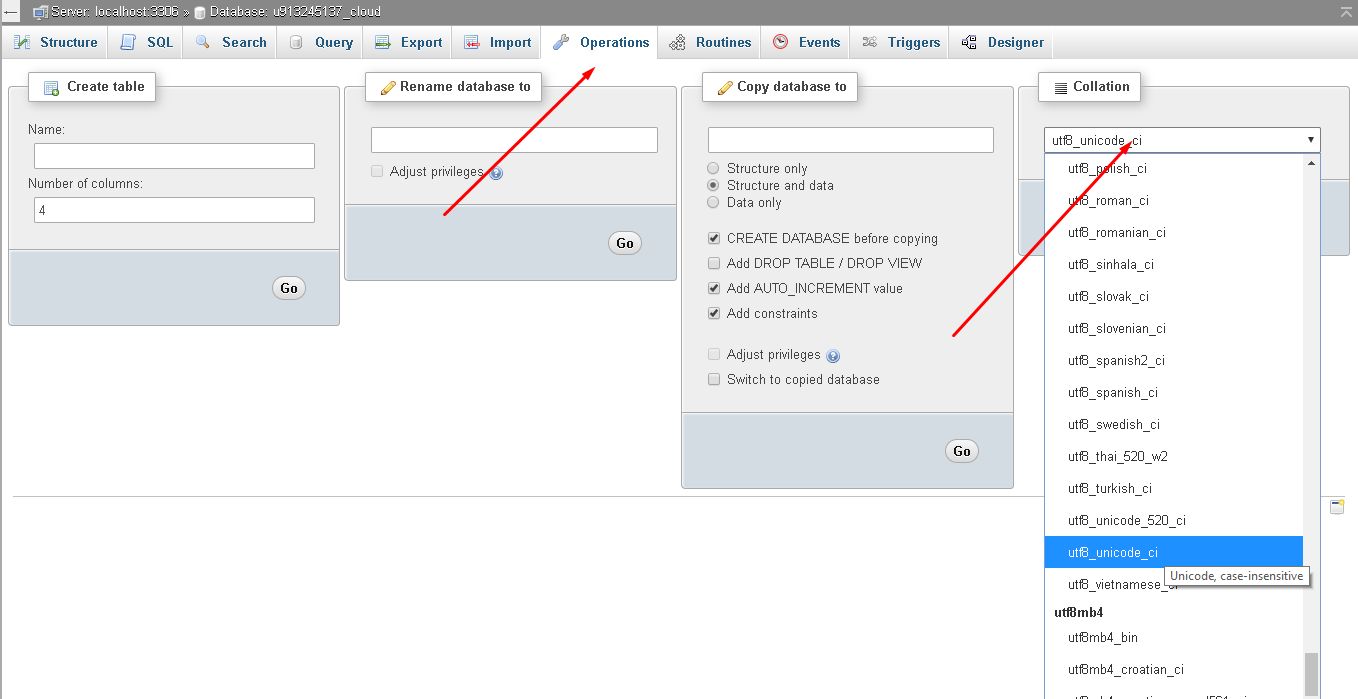 Server: localhost:3306 » Database: u913245137_cloud
Structure SQL Search Query Export Import Operations Routines Events Triggers Designer
Create table
Name:
Number of columns:
4
Go
Rename database to
Adjust privileges
Go
Copy database to
Structure only
Structure and data
Data only
CREATE DATABASE before copying
Add DROP TABLE / DROP VIEW
Add AUTO_INCREMENT value
Add constraints
Adjust privileges
Switch to copied database
Go
Collation
utf8_unicode_ci
utf8_polish_ci
utf8_roman_ci
utf8_romanian_ci
utf8_sinhala_ci
utf8_slovak_ci
utf8_slovenian_ci
utf8_spanish2_ci
utf8_spanish_ci
utf8_swedish_ci
utf8_thai_520_w2
utf8_turkish_ci
utf8_unicode_520_ci
utf8_unicode_ci
Unicode, case-insensitive
utf8_vietnamese_ci
utf8mb4
utf8mb4_bin
utf8mb4_croatian_ci